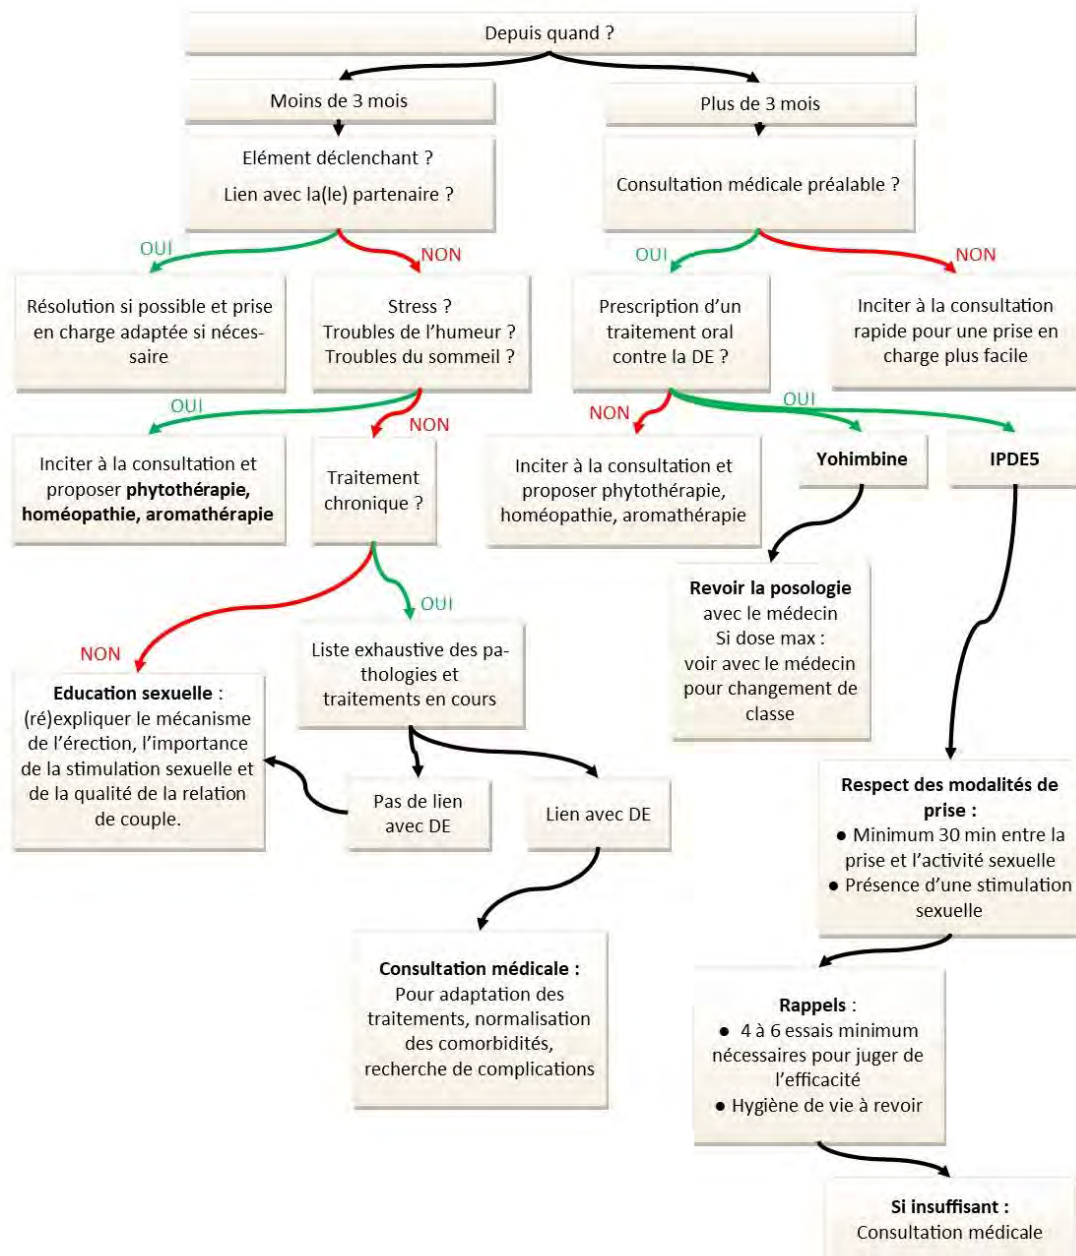 Depuis quand ?
Moins de 3 mois
Plus de 3 mois
Elément déclenchant ?
Lien avec la(le) partenaire ?
Consultation médicale préalable ?
OUI
NON
OUI
NON
Résolution si possible et prise
en charge adaptée si néces-
saire
Stress ?
Troubles de l'humeur ?
Troubles du sommeil ?
Prescription d'un
traitement oral
contre la DE ?
Inciter à la consultation
rapide pour une prise en
charge plus facile
OUI
NON
NON
OUI
Inciter à la consultation et
proposer phytothérapie,
homéopathie, aromathérapie
Traitement
chronique ?
Inciter à la consultation et
proposer phytothérapie,
homéopathie, aromathérapie
Yohimbine
IPDE5
NON
OUI
Revoir la posologie
avec le médecin
Si dose max :
voir avec le médecin
pour changement de
classe
Liste exhaustive des pa-
thologies et
traitements en cours
Education sexuelle :
(ré)expliquer le mécanisme
de l'érection, l'importance
de la stimulation sexuelle et
de la qualité de la relation
de couple.
Pas de lien
avec DE
Lien avec DE
Respect des modalités de
prise :
● Minimum 30 min entre la
prise et l'activité sexuelle
● Présence d'une stimulation
sexuelle
Consultation médicale :
Pour adaptation des
traitements, normalisation
des comorbidités,
recherche de complications
Rappels :
● 4 à 6 essais minimum
nécessaires pour juger de
l'efficacité
● Hygiène de vie à revoir
Si insuffisant :
Consultation médicale